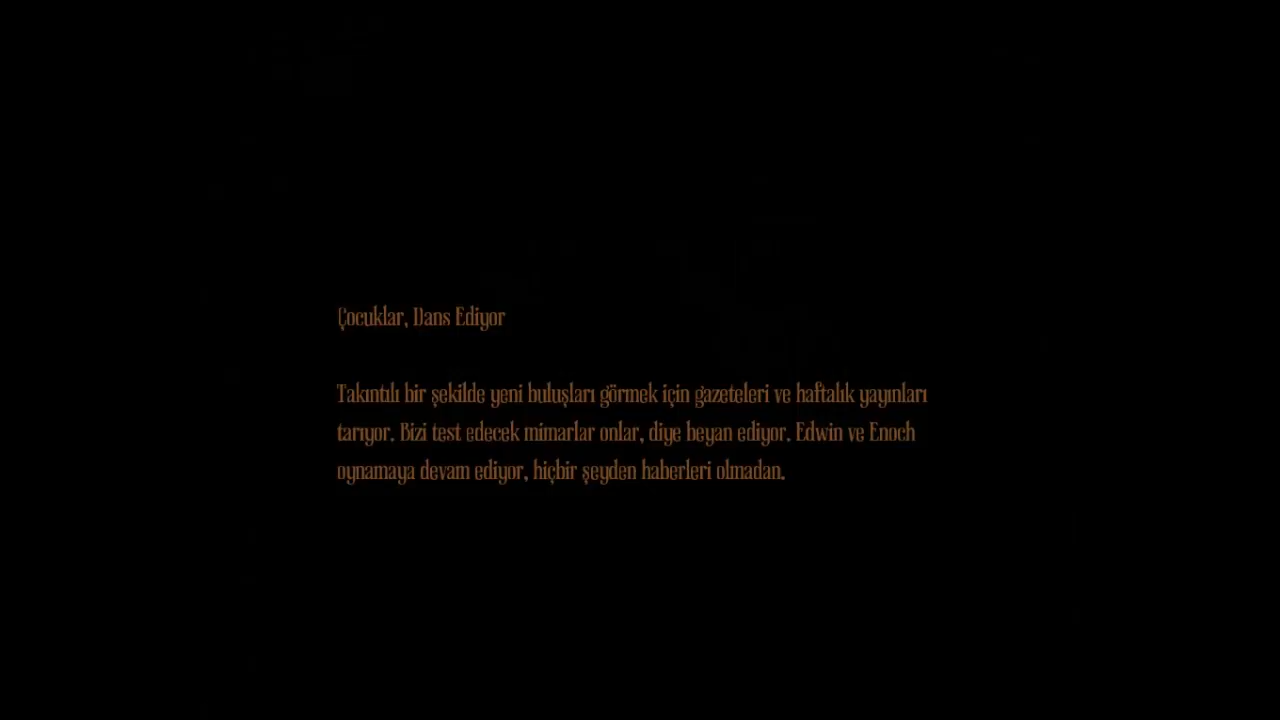 Çocuklar, Dans Ediyor
Takıntılı bir şekilde yeni buluşları görmek için gazeteleri ve haftalık yayınları
tarıyor. Bizi test edecek mimarlar onlar, diye beyan ediyor. Edwin ve Enoch
oynamaya devam ediyor, hiçbir şeyden haberleri olmadan.